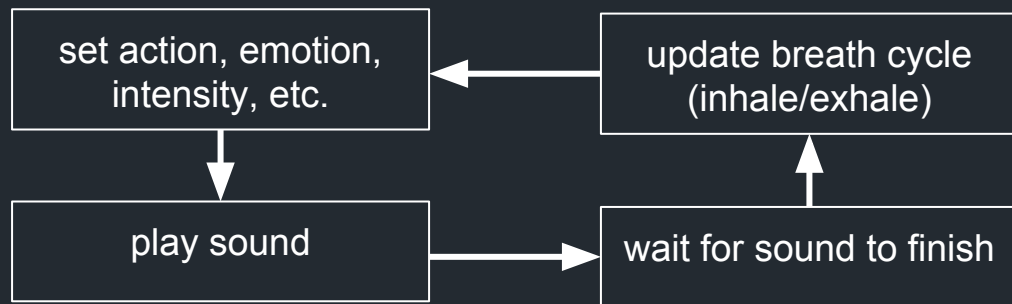 set action, emotion,
intensity, etc.
update breath cycle
(inhale/exhale)
play sound
wait for sound to finish